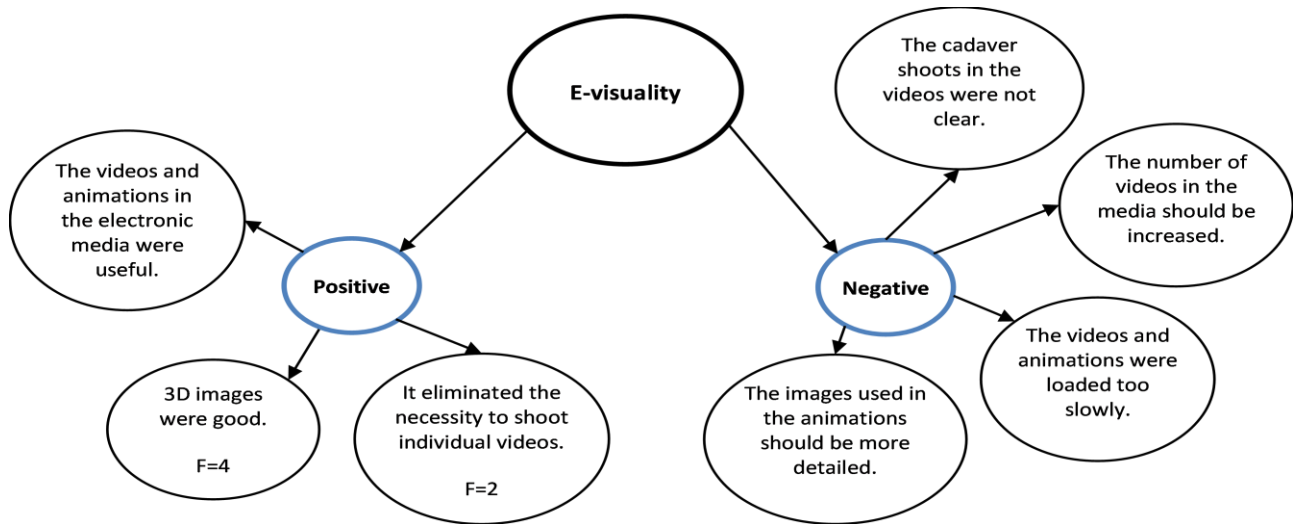 E-visuality
The cadaver
shoots in the
videos were not
clear.
The videos and
animations in
the electronic
media were
useful.
The number of
videos in the
media should be
increased.
Positive
Negative
3D images
were good.
F=4
It eliminated the
necessity to shoot
individual videos.
F=2
The images used in
the animations
should be more
detailed.
The videos and
animations were
loaded too
slowly.